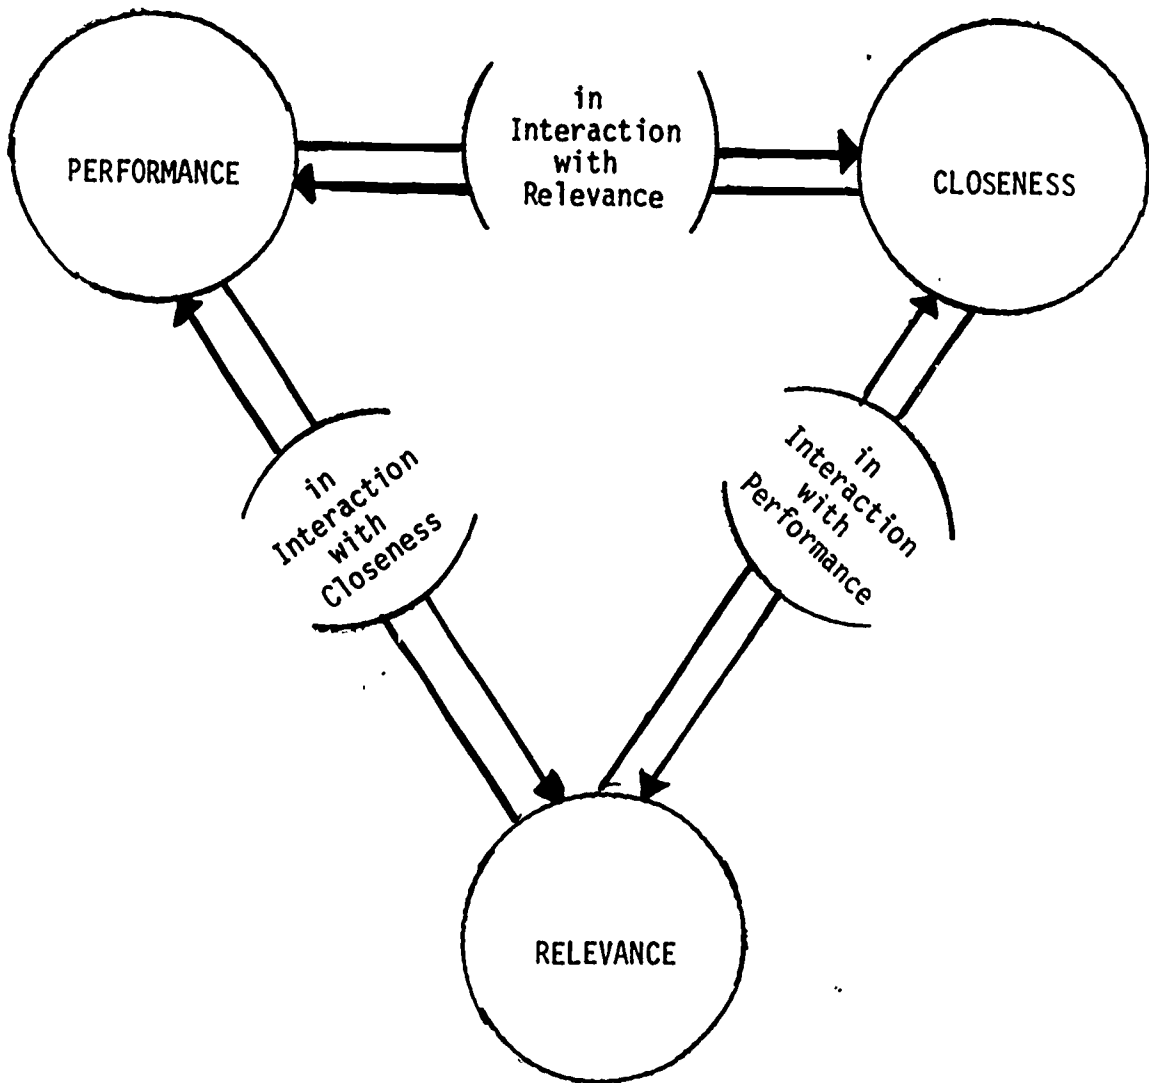 in
Interaction
with
Relevance
PERFORMANCE
CLOSENESS
in
Interaction
with
Closeness
in
Interaction
with
Performance
RELEVANCE